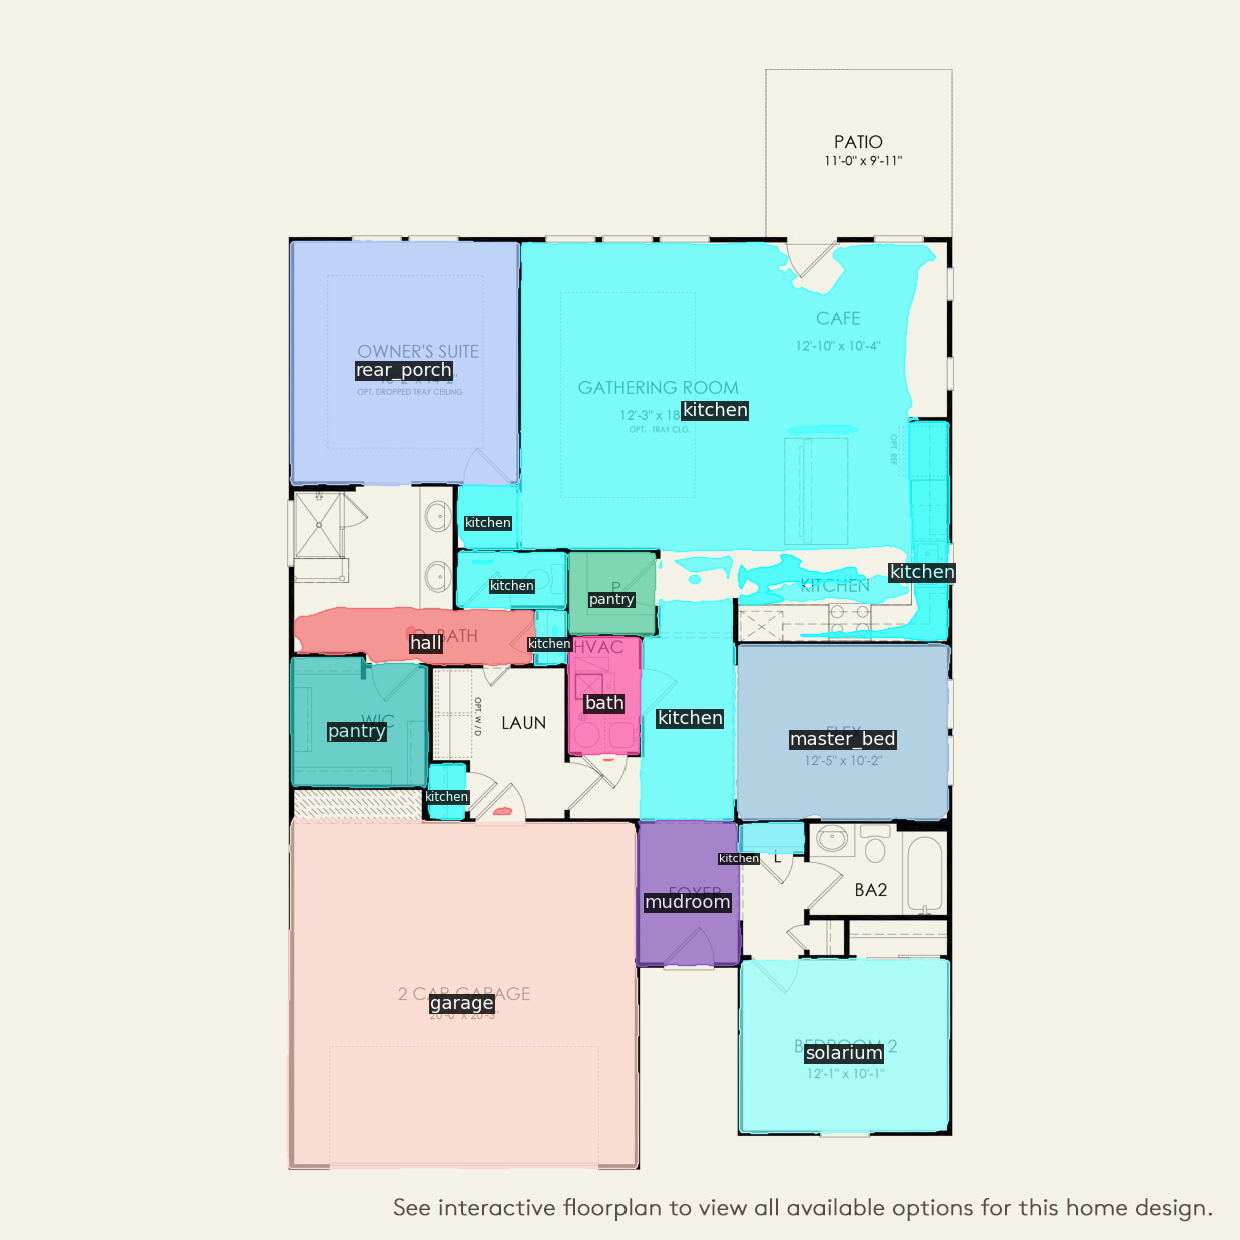 PATIO
11'-0" x 9'-11"
CAFE
12'-10" x 10'-4"
OWNER'S SUITE
rear_porch
OPT. DROPPED TRAY CEILING
GATHERING ROOM
12'-3" x 18
kitchen
OPT. TRAY CLG.
OPT. REF
kitchen
kitchen
KITCHEN
kitchen
P
pantry
BATH
hall
kitchen
HVAC
bath
kitchen
WIC
pantry
OPT. W / D
LAUN
master_bed
12'-5" x 10'-2"
kitchen
kitchen
L
BA2
FOYER
mudroom
2 CAR GARAGE
garage
BEDROOM 2
solarium
12'-1" x 10'-1"
See interactive floorplan to view all available options for this home design.